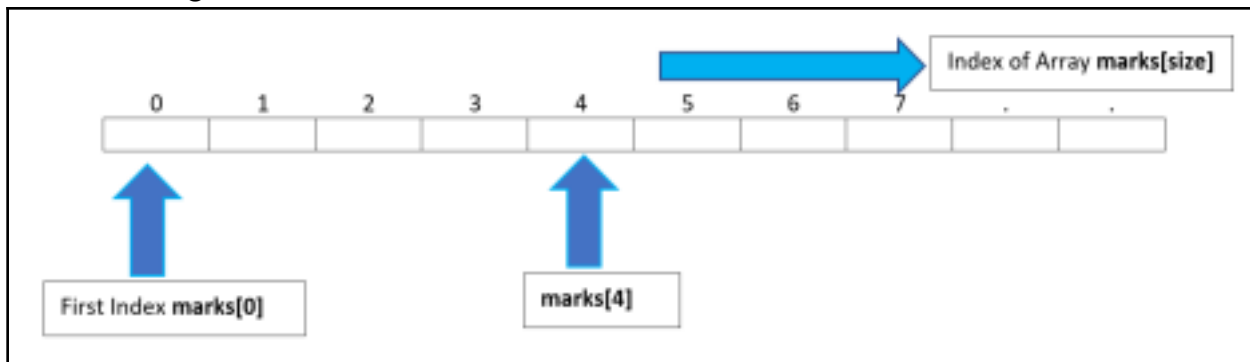 Index of Array marks[size]
0 1 2 3 4 5 6 7 . .
First Index marks[0]
marks[4]